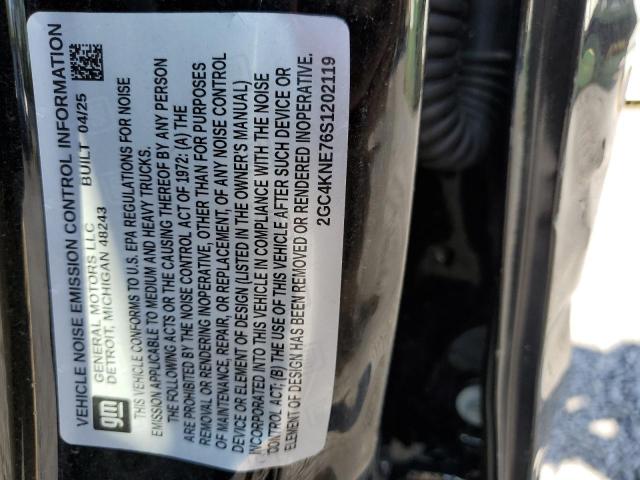 VEHICLE NOISE EMISSION CONTROL INFORMATION
gm
GENERAL MOTORS LLC
DETROIT, MICHIGAN 48243
BUILT 04/25
THIS VEHICLE CONFORMS TO U.S. EPA REGULATIONS FOR NOISE
EMISSION APPLICABLE TO MEDIUM AND HEAVY TRUCKS.
THE FOLLOWING ACTS OR THE CAUSING THEREOF BY ANY PERSON
ARE PROHIBITED BY THE NOISE CONTROL ACT OF 1972: (A) THE
REMOVAL OR RENDERING INOPERATIVE, OTHER THAN FOR PURPOSES
OF MAINTENANCE, REPAIR, OR REPLACEMENT, OF ANY NOISE CONTROL
DEVICE OR ELEMENT OF DESIGN (LISTED IN THE OWNER'S MANUAL)
INCORPORATED INTO THIS VEHICLE IN COMPLIANCE WITH THE NOISE
CONTROL ACT; (B) THE USE OF THIS VEHICLE AFTER SUCH DEVICE OR
ELEMENT OF DESIGN HAS BEEN REMOVED OR RENDERED INOPERATIVE.
2GC4KNE76S1202119